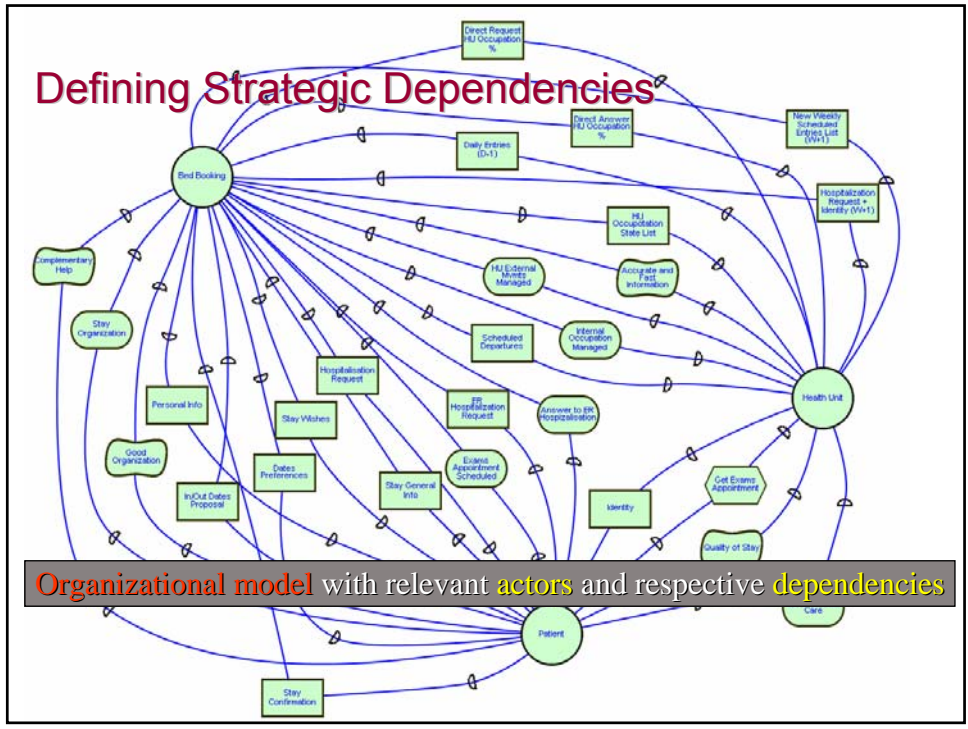 Direct Request
HU Occupation
%
Defining Strategic Dependencies
Direct Answer
HU Occupation
%
New Weekly
Scheduled
Entries List
(W+1)
Daily Entries
(D-1)
Bed Booking
Hospitalization
Request +
Identity (W+1)
HU
Occupotation
State List
Complementary
Help
HU External
Mvmts
Managed
Accurate and
Fast
Information
Stay
Organization
Scheduled
Departures
Internal
Occupation
Managed
Hospitalisation
Request
Health Unit
Personal Info
Stay Wishes
ER
Hospitalization
Request
Answer to ER
Hospizalisation
Good
Organization
Dates
Preferences
Exams
Appointment
Scheduled
Get Exams
Appointment
In/Out Dates
Proposal
Stay General
Info
Identity
Quality of Stay
Organizational model with relevant actors and respective dependencies
Care
Patient
Stay
Confirmation